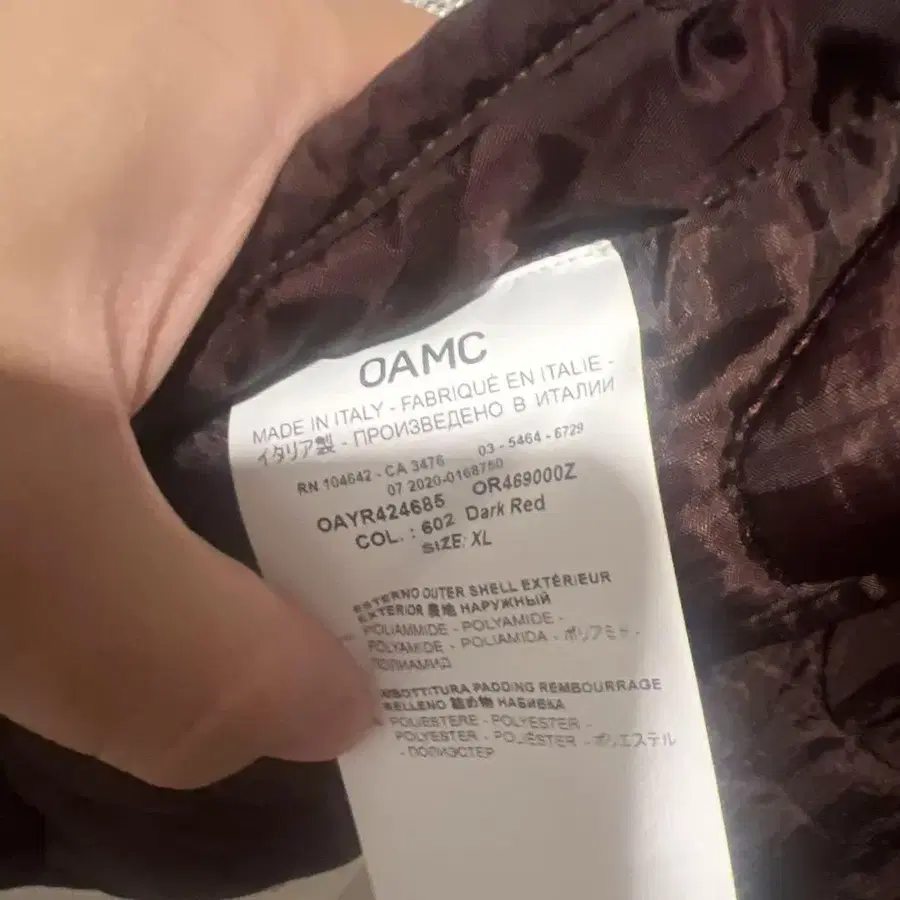 OAMC
MADE IN ITALY - FABRIQUÉ EN ITALIE -
イタリア製 - ПРОИЗВЕДЕНО В ИТАЛИИ
RN 104642 - CA 3476 03 - 5464 - 6729
07 2020-0168750
OAYR424685 OR469000Z
COL. : 602 Dark Red
SIZE: XL
ESTERNO OUTER SHELL EXTÉRIEUR
EXTERIOR 表地 НАРУЖНЫЙ
POLIAMMIDE - POLYAMIDE -
POLYAMIDE - POLIAMIDA - ポリアミド -
ПОЛИАМИД
IMBOTTITURA PADDING REMBOURRAGE
RELLENO 詰め物 НАБИВКА
POLIESTERE - POLYESTER -
POLYESTER - POLIÉSTER - ポリエステル
- ПОЛИЭСТЕР